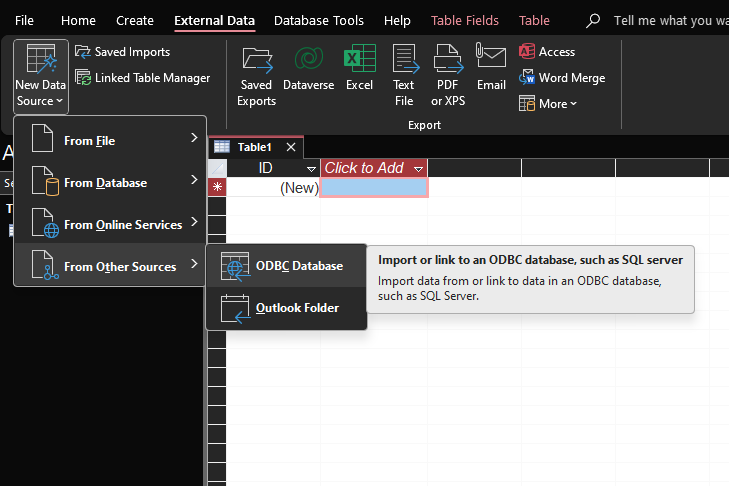 File Home Create External Data Database Tools Help Table Fields Table Tell me what you wa
New Data Source
Saved Imports
Linked Table Manager
Saved Exports
Dataverse
Excel
Text File
PDF or XPS
Email
Access
Word Merge
More
Export
From File
From Database
From Online Services
From Other Sources
Table1
ID Click to Add
(New)
ODBC Database
Outlook Folder
Import or link to an ODBC database, such as SQL server
Import data from or link to data in an ODBC database,
such as SQL Server.